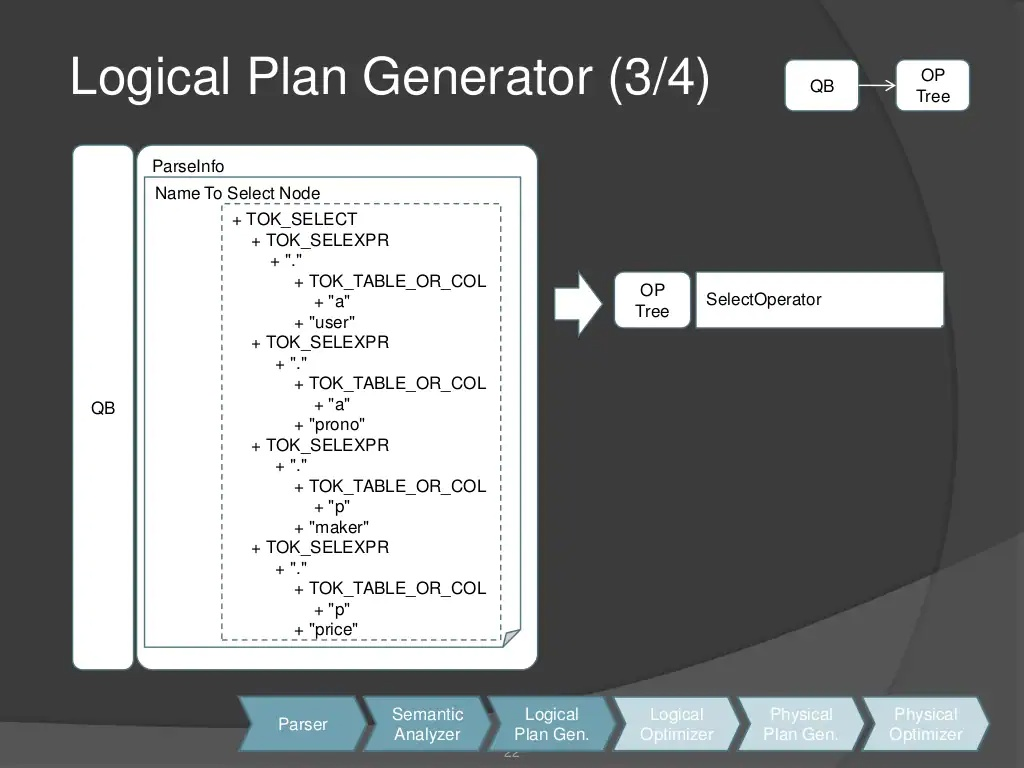 Logical Plan Generator (3/4)
QB
OP
Tree
QB
ParseInfo
Name To Select Node
+ TOK_SELECT
+ TOK_SELEXPR
+ "."
+ TOK_TABLE_OR_COL
+ "a"
+ "user"
+ TOK_SELEXPR
+ "."
+ TOK_TABLE_OR_COL
+ "a"
+ "prono"
+ TOK_SELEXPR
+ "."
+ TOK_TABLE_OR_COL
+ "p"
+ "maker"
+ TOK_SELEXPR
+ "."
+ TOK_TABLE_OR_COL
+ "p"
+ "price"
OP
Tree
SelectOperator
Parser
Semantic
Analyzer
Logical
Plan Gen.
Logical
Optimizer
Physical
Plan Gen.
Physical
Optimizer
22